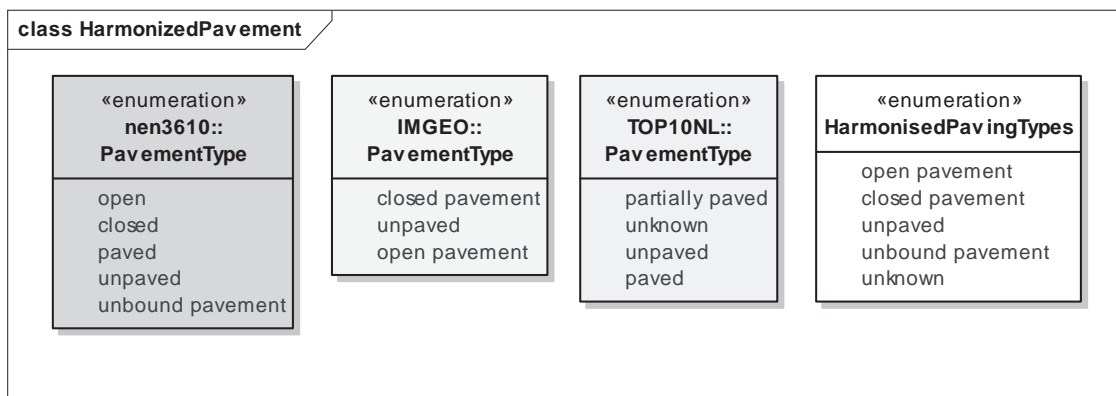 class HarmonizedPavement
«enumeration»
nen3610::
PavementType
open
closed
paved
unpaved
unbound pavement
«enumeration»
IMGEO::
PavementType
closed pavement
unpaved
open pavement
«enumeration»
TOP10NL::
PavementType
partially paved
unknown
unpaved
paved
«enumeration»
HarmonisedPavingTypes
open pavement
closed pavement
unpaved
unbound pavement
unknown